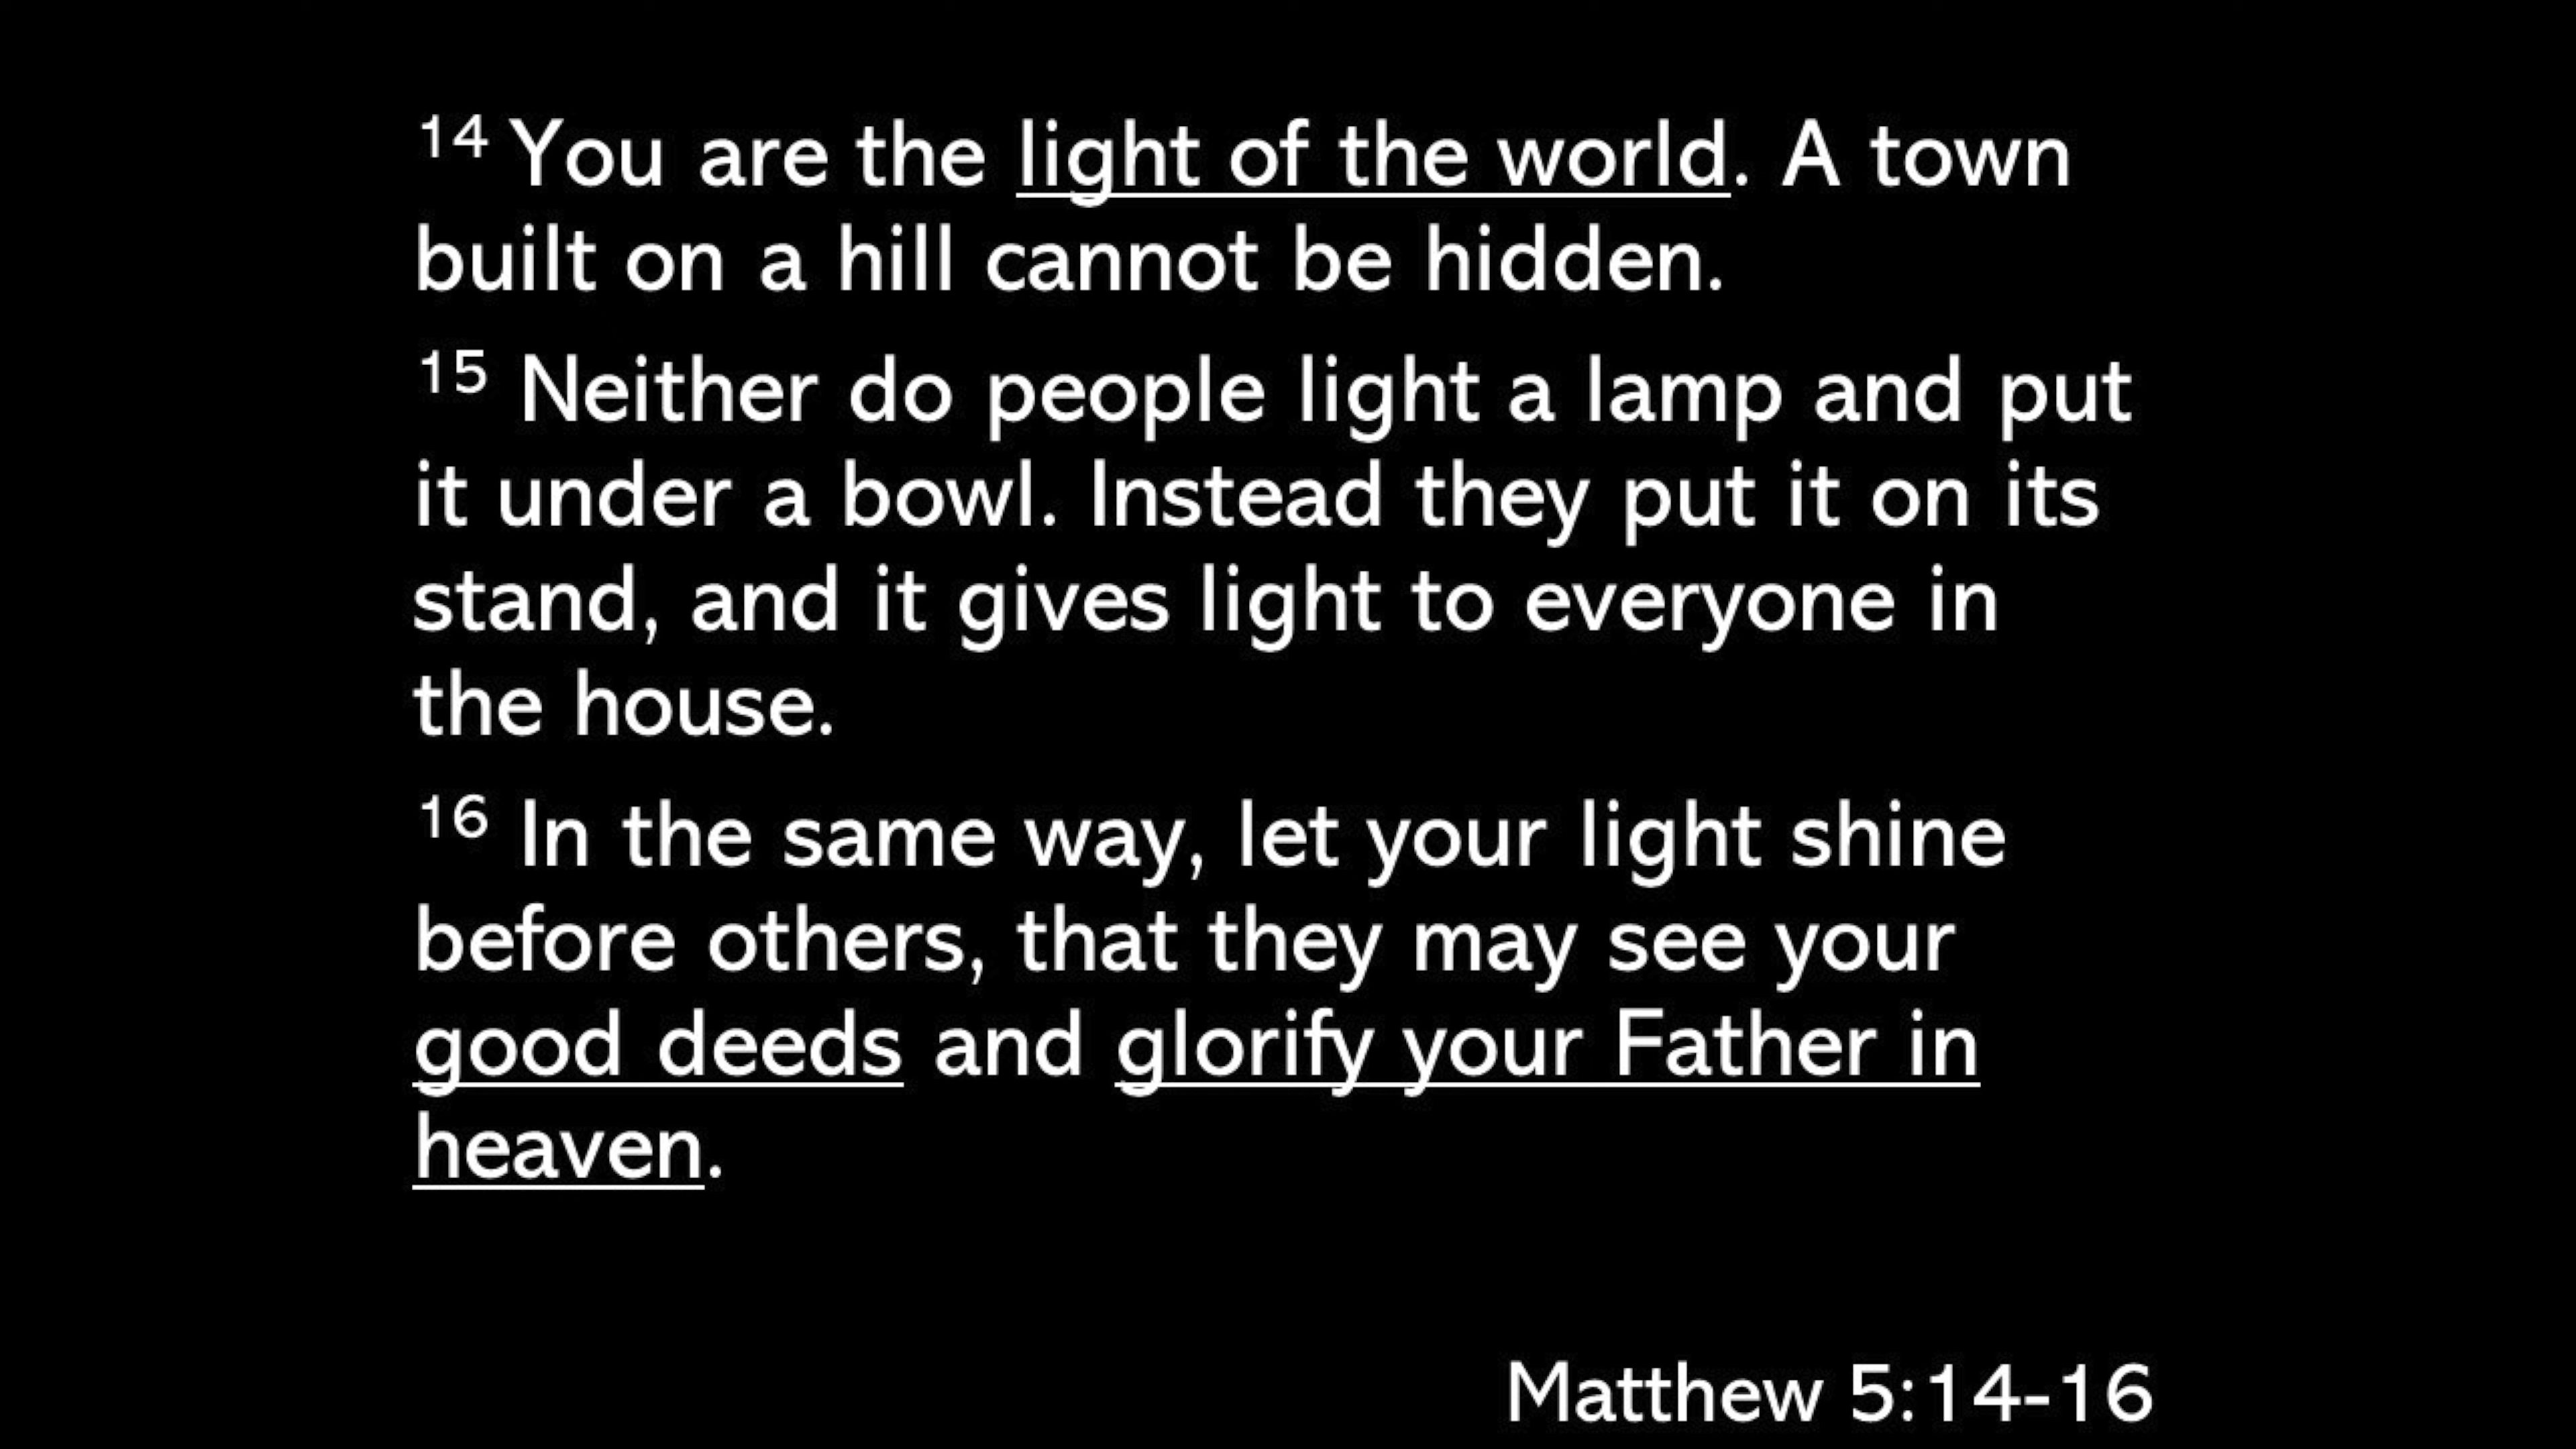 14 You are the light of the world. A town
built on a hill cannot be hidden.
15 Neither do people light a lamp and put
it under a bowl. Instead they put it on its
stand, and it gives light to everyone in
the house.
16 In the same way, let your light shine
before others, that they may see your
good deeds and glorify your Father in
heaven.
Matthew 5:14-16